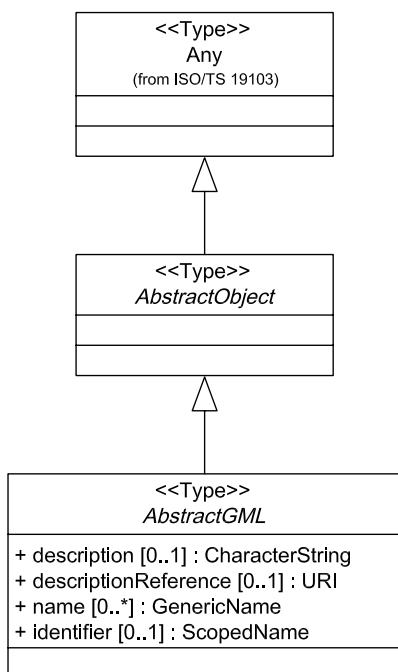 <<Type>>
Any
(from ISO/TS 19103)
<<Type>>
AbstractObject
<<Type>>
AbstractGML
+ description [0..1] : CharacterString
+ descriptionReference [0..1] : URI
+ name [0..*] : GenericName
+ identifier [0..1] : ScopedName